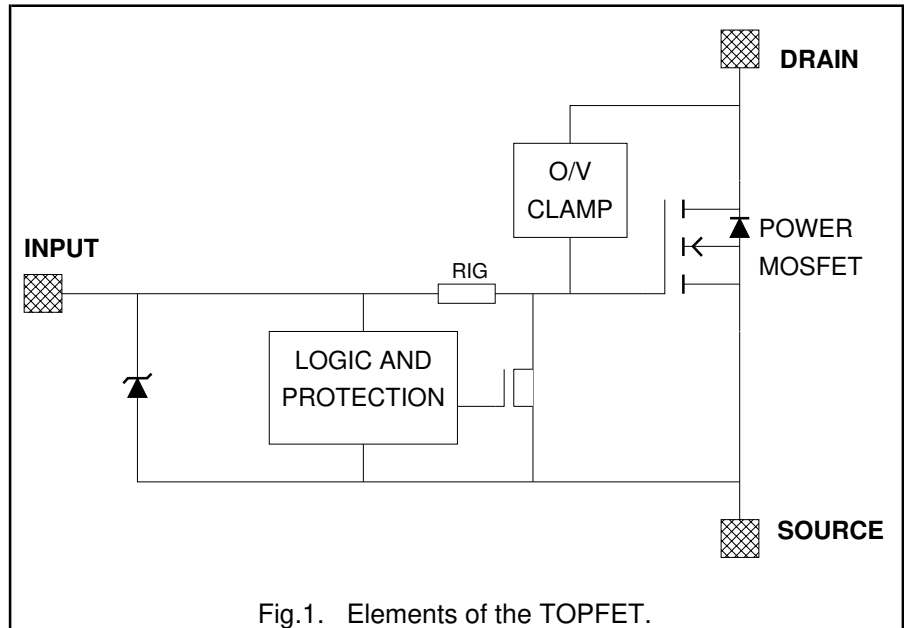 DRAIN
O/V
CLAMP
POWER
MOSFET
INPUT
RIG
LOGIC AND
PROTECTION
SOURCE
Fig.1. Elements of the TOPFET.